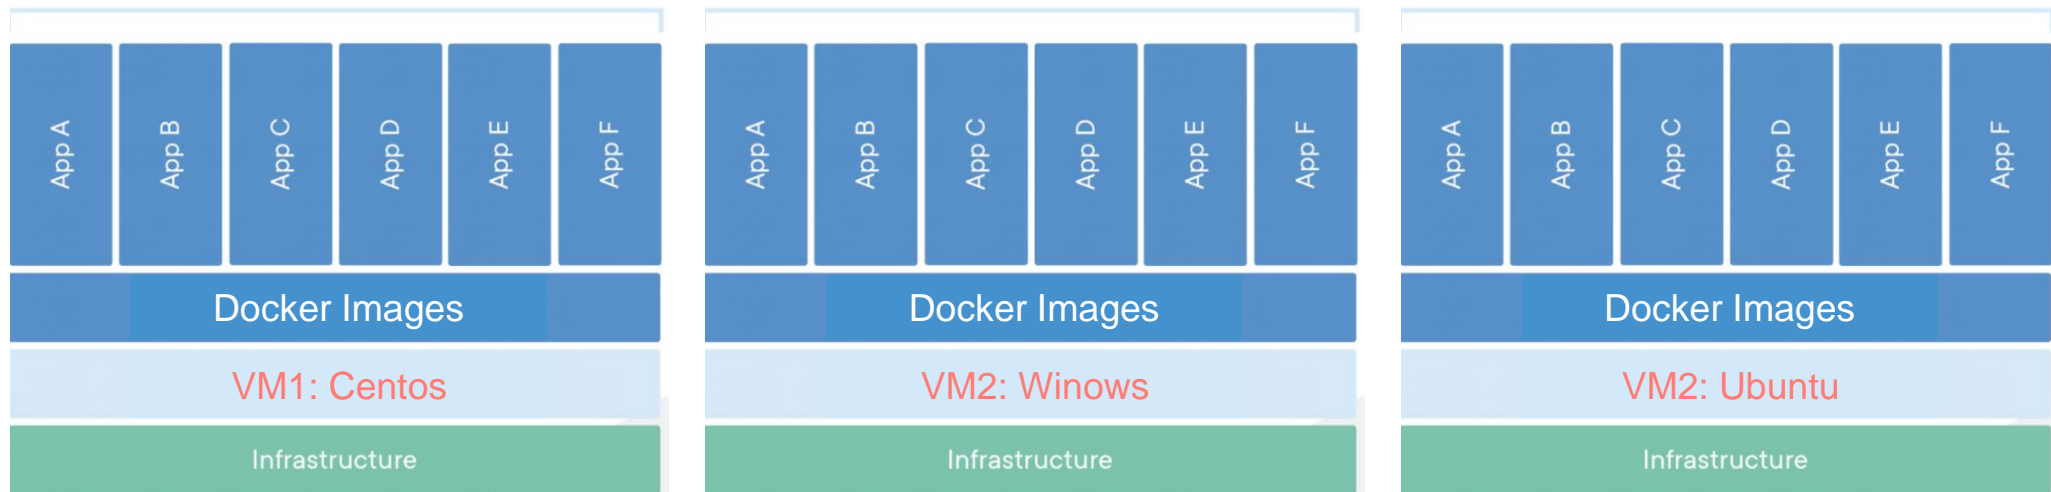 App A
App B
App C
App D
App E
App F
Docker Images
VM1: Centos
Infrastructure
App A
App B
App C
App D
App E
App F
Docker Images
VM2: Winows
Infrastructure
App A
App B
App C
App D
App E
App F
Docker Images
VM2: Ubuntu
Infrastructure